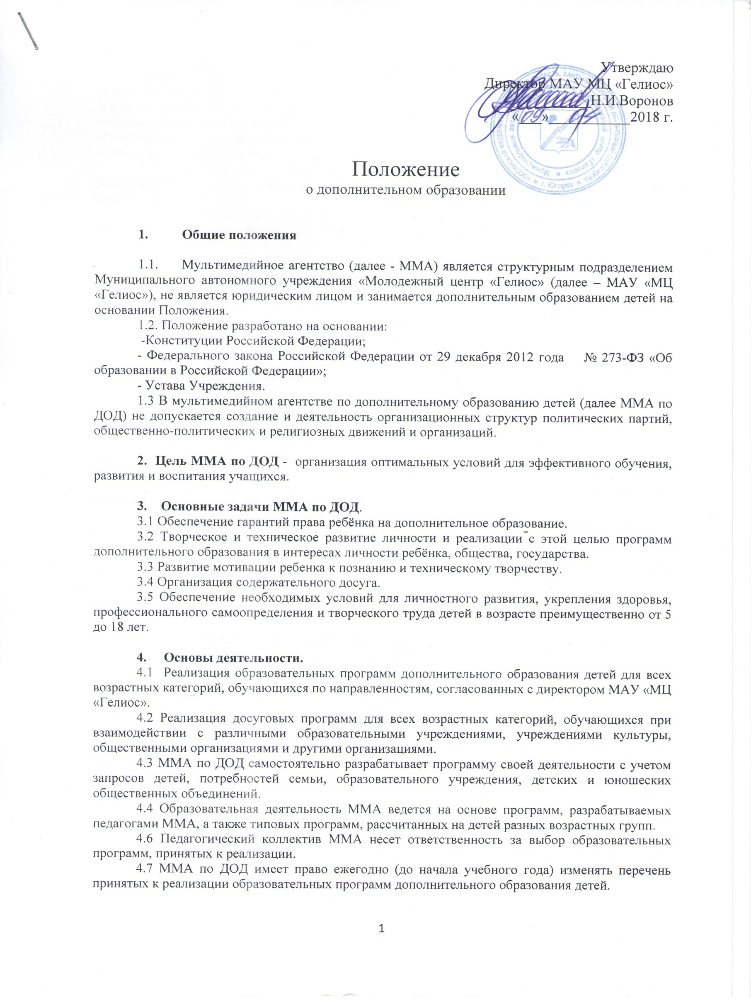 Утверждаю
Директор МАУ МЦ «Гелиос»
____________Н.И.Воронов
«09» 04 2018 г.
Положение
о дополнительном образовании
1. Общие положения
1.1. Мультимедийное агентство (далее - ММА) является структурным подразделением
Муниципального автономного учреждения «Молодежный центр «Гелиос» (далее – МАУ «МЦ
«Гелиос»), не является юридическим лицом и занимается дополнительным образованием детей на
основании Положения.
1.2. Положение разработано на основании:
-Конституции Российской Федерации;
- Федерального закона Российской Федерации от 29 декабря 2012 года № 273-ФЗ «Об
образовании в Российской Федерации»;
- Устава Учреждения.
1.3 В мультимедийном агентстве по дополнительному образованию детей (далее ММА по
ДОД) не допускается создание и деятельность организационных структур политических партий,
общественно-политических и религиозных движений и организаций.
2. Цель ММА по ДОД - организация оптимальных условий для эффективного обучения,
развития и воспитания учащихся.
3. Основные задачи ММА по ДОД.
3.1 Обеспечение гарантий права ребёнка на дополнительное образование.
3.2 Творческое и техническое развитие личности и реализации с этой целью программ
дополнительного образования в интересах личности ребёнка, общества, государства.
3.3 Развитие мотивации ребенка к познанию и техническому творчеству.
3.4 Организация содержательного досуга.
3.5 Обеспечение необходимых условий для личностного развития, укрепления здоровья,
профессионального самоопределения и творческого труда детей в возрасте преимущественно от 5
до 18 лет.
4. Основы деятельности.
4.1 Реализация образовательных программ дополнительного образования детей для всех
возрастных категорий, обучающихся по направленностям, согласованных с директором МАУ «МЦ
«Гелиос».
4.2 Реализация досуговых программ для всех возрастных категорий, обучающихся при
взаимодействии с различными образовательными учреждениями, учреждениями культуры,
общественными организациями и другими организациями.
4.3 ММА по ДОД самостоятельно разрабатывает программу своей деятельности с учетом
запросов детей, потребностей семьи, образовательного учреждения, детских и юношеских
общественных объединений.
4.4 Образовательная деятельность ММА ведется на основе программ, разрабатываемых
педагогами ММА, а также типовых программ, рассчитанных на детей разных возрастных групп.
4.6 Педагогический коллектив ММА несет ответственность за выбор образовательных
программ, принятых к реализации.
4.7 ММА по ДОД имеет право ежегодно (до начала учебного года) изменять перечень
принятых к реализации образовательных программ дополнительного образования детей.
1
г. Югорск